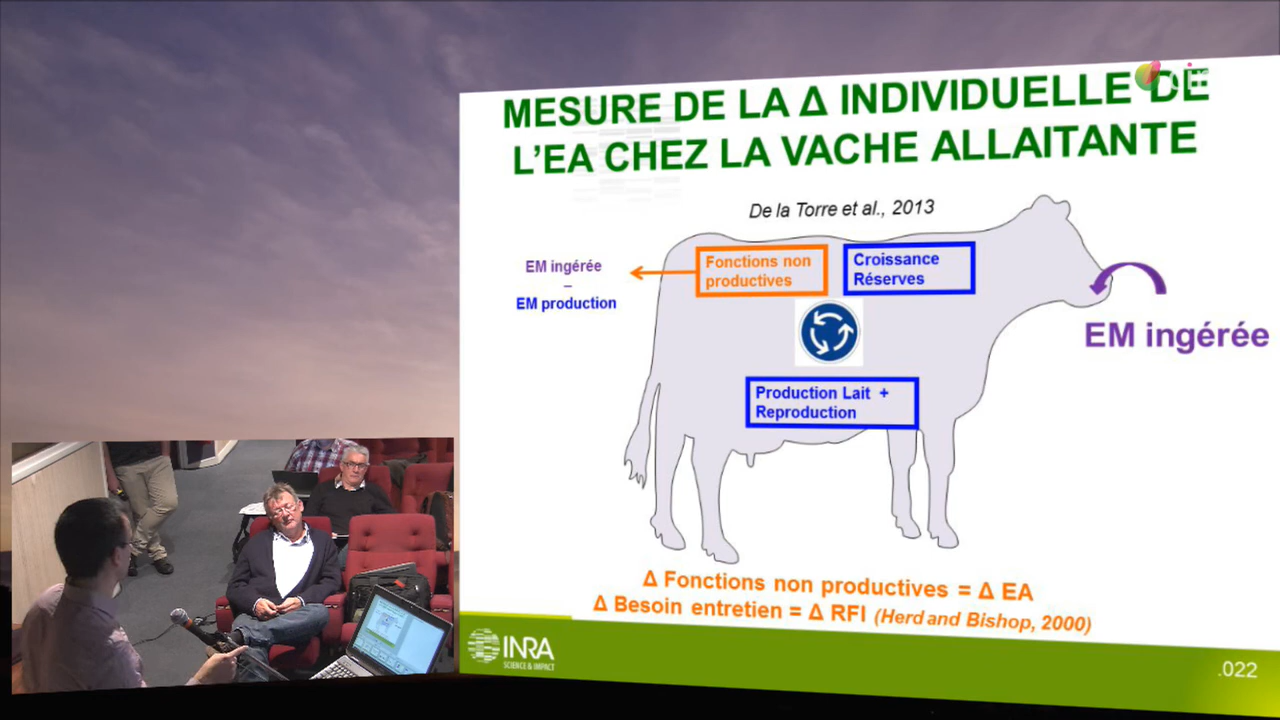 MESURE DE LA Δ INDIVIDUELLE DE
L'EA CHEZ LA VACHE ALLAITANTE
De la Torre et al., 2013
EM ingérée
–
EM production
Fonctions non
productives
Croissance
Réserves
EM ingérée
Production Lait +
Reproduction
Δ Fonctions non productives = Δ EA
Δ Besoin entretien = Δ RFI (Herd and Bishop, 2000)
INRA
SCIENCE & IMPACT
.022